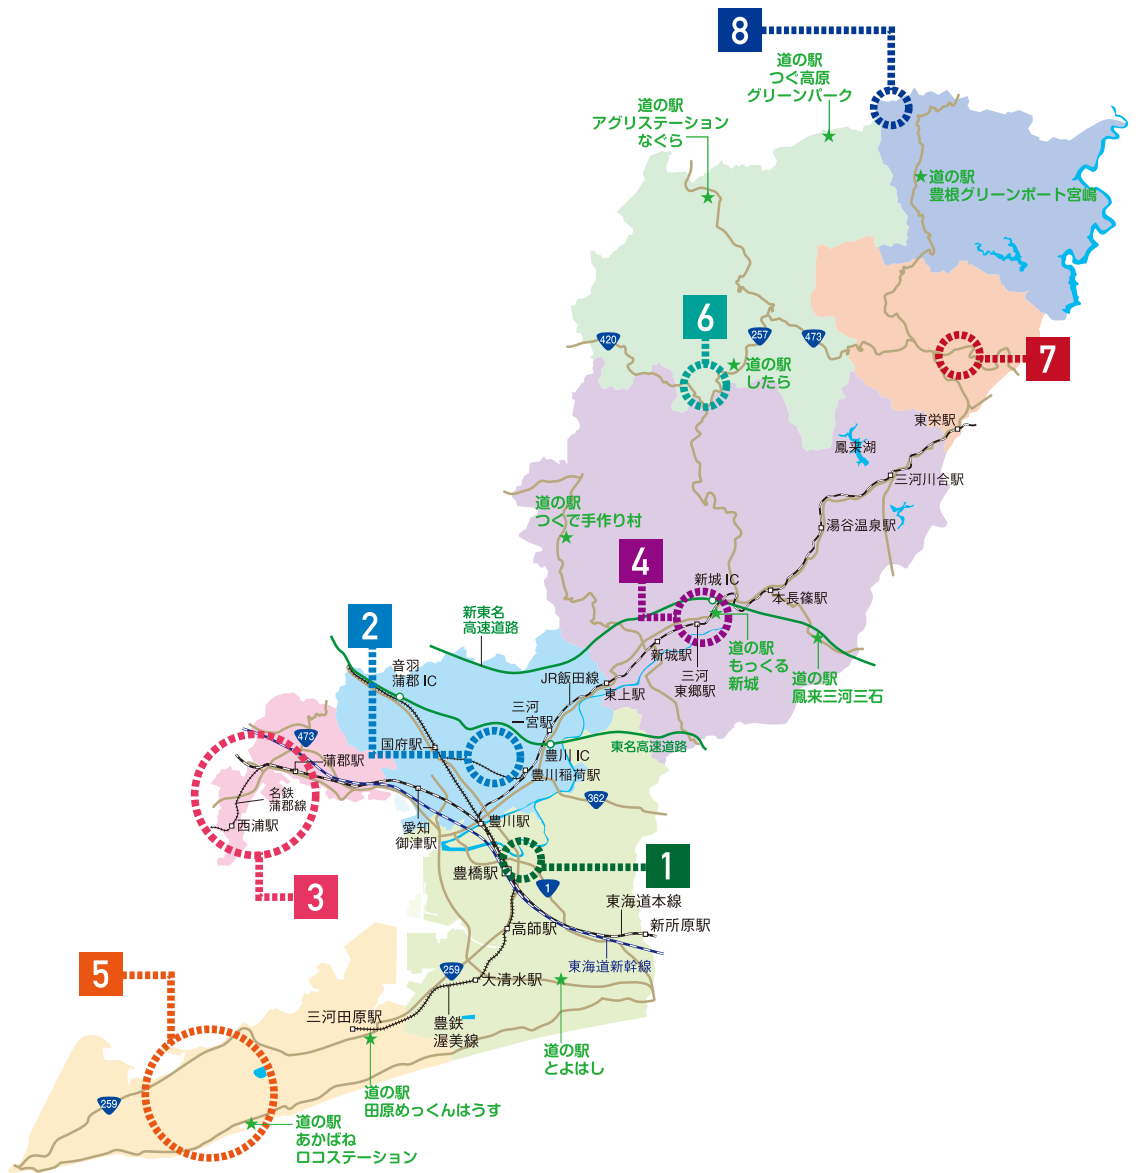 8
道の駅
つぐ高原
グリーンパーク
道の駅
アグリステーション
なぐら
道の駅
豊根グリーンポート宮嶋
6
420
257
473
7
道の駅
したら
東栄駅
鳳来湖
三河川合駅
道の駅
つくで手作り村
湯谷温泉駅
4
新城 IC
本長篠駅
2
新東名
高速道路
音羽
蒲郡 IC
新城駅
三河
東郷駅
道の駅
もっくる
新城
道の駅
鳳来三河三石
JR飯田線
東上駅
三河
一宮駅
473
国府駅
豊川 IC
東名高速道路
蒲郡駅
豊川稲荷駅
名鉄
蒲郡線
362
西浦駅
愛知
御津駅
豊川駅
豊橋駅
1
1
3
東海道本線
高師駅
新所原駅
東海道新幹線
5
259
大清水駅
三河田原駅
豊鉄
渥美線
道の駅
とよはし
道の駅
田原めっくんはうす
259
道の駅
あかばね
ロコステーション